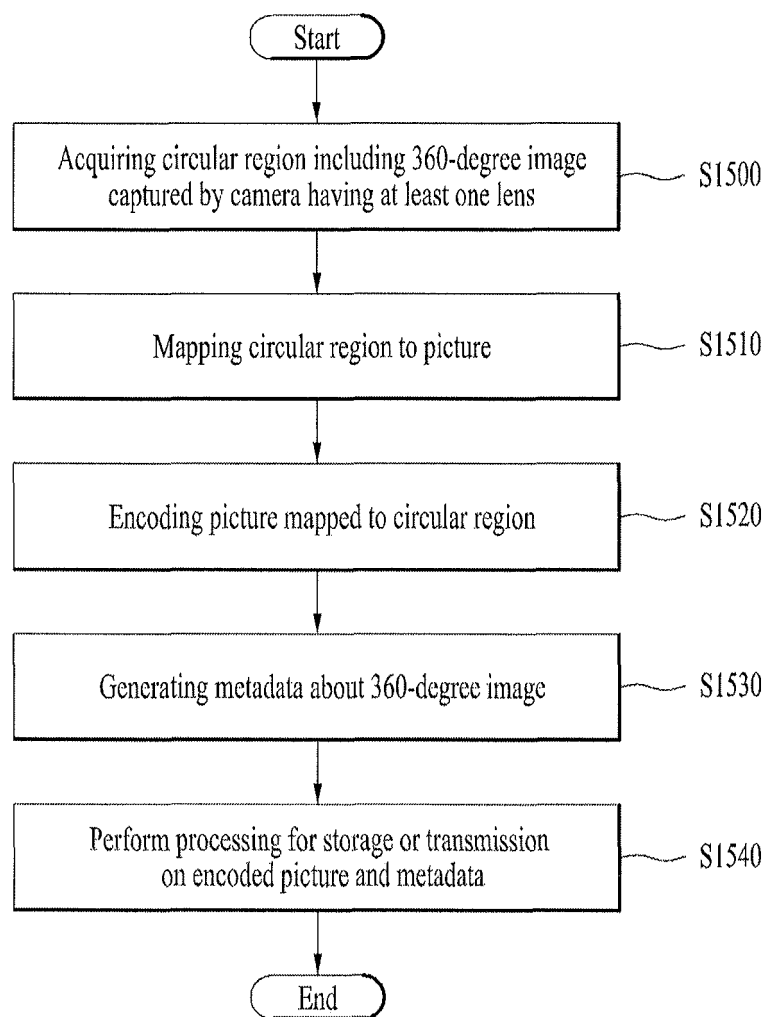 Start
Acquiring circular region including 360-degree image
captured by camera having at least one lens
S1500
Mapping circular region to picture
S1510
Encoding picture mapped to circular region
S1520
Generating metadata about 360-degree image
S1530
Perform processing for storage or transmission
on encoded picture and metadata
S1540
End